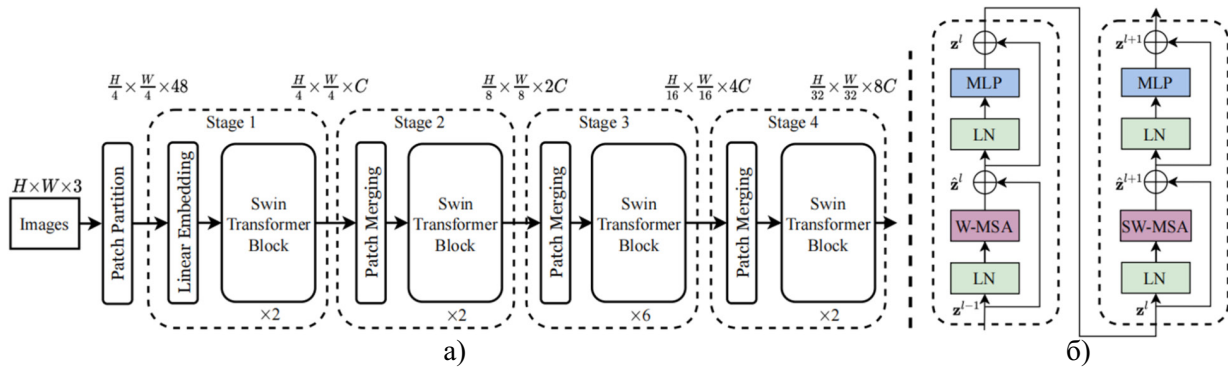 H/4 × W/4 × 48
H/4 × W/4 × C
H/8 × W/8 × 2C
H/16 × W/16 × 4C
H/32 × W/32 × 8C
Stage 1
Stage 2
Stage 3
Stage 4
H×W×3
Images
Patch Partition
Linear Embedding
Swin
Transformer
Block
×2
Patch Merging
Swin
Transformer
Block
×2
Patch Merging
Swin
Transformer
Block
×6
Patch Merging
Swin
Transformer
Block
×2
а)
z^l
MLP
LN
ẑ^l
W-MSA
LN
z^{l−1}
z^{l+1}
MLP
LN
ẑ^{l+1}
SW-MSA
LN
z^l
б)